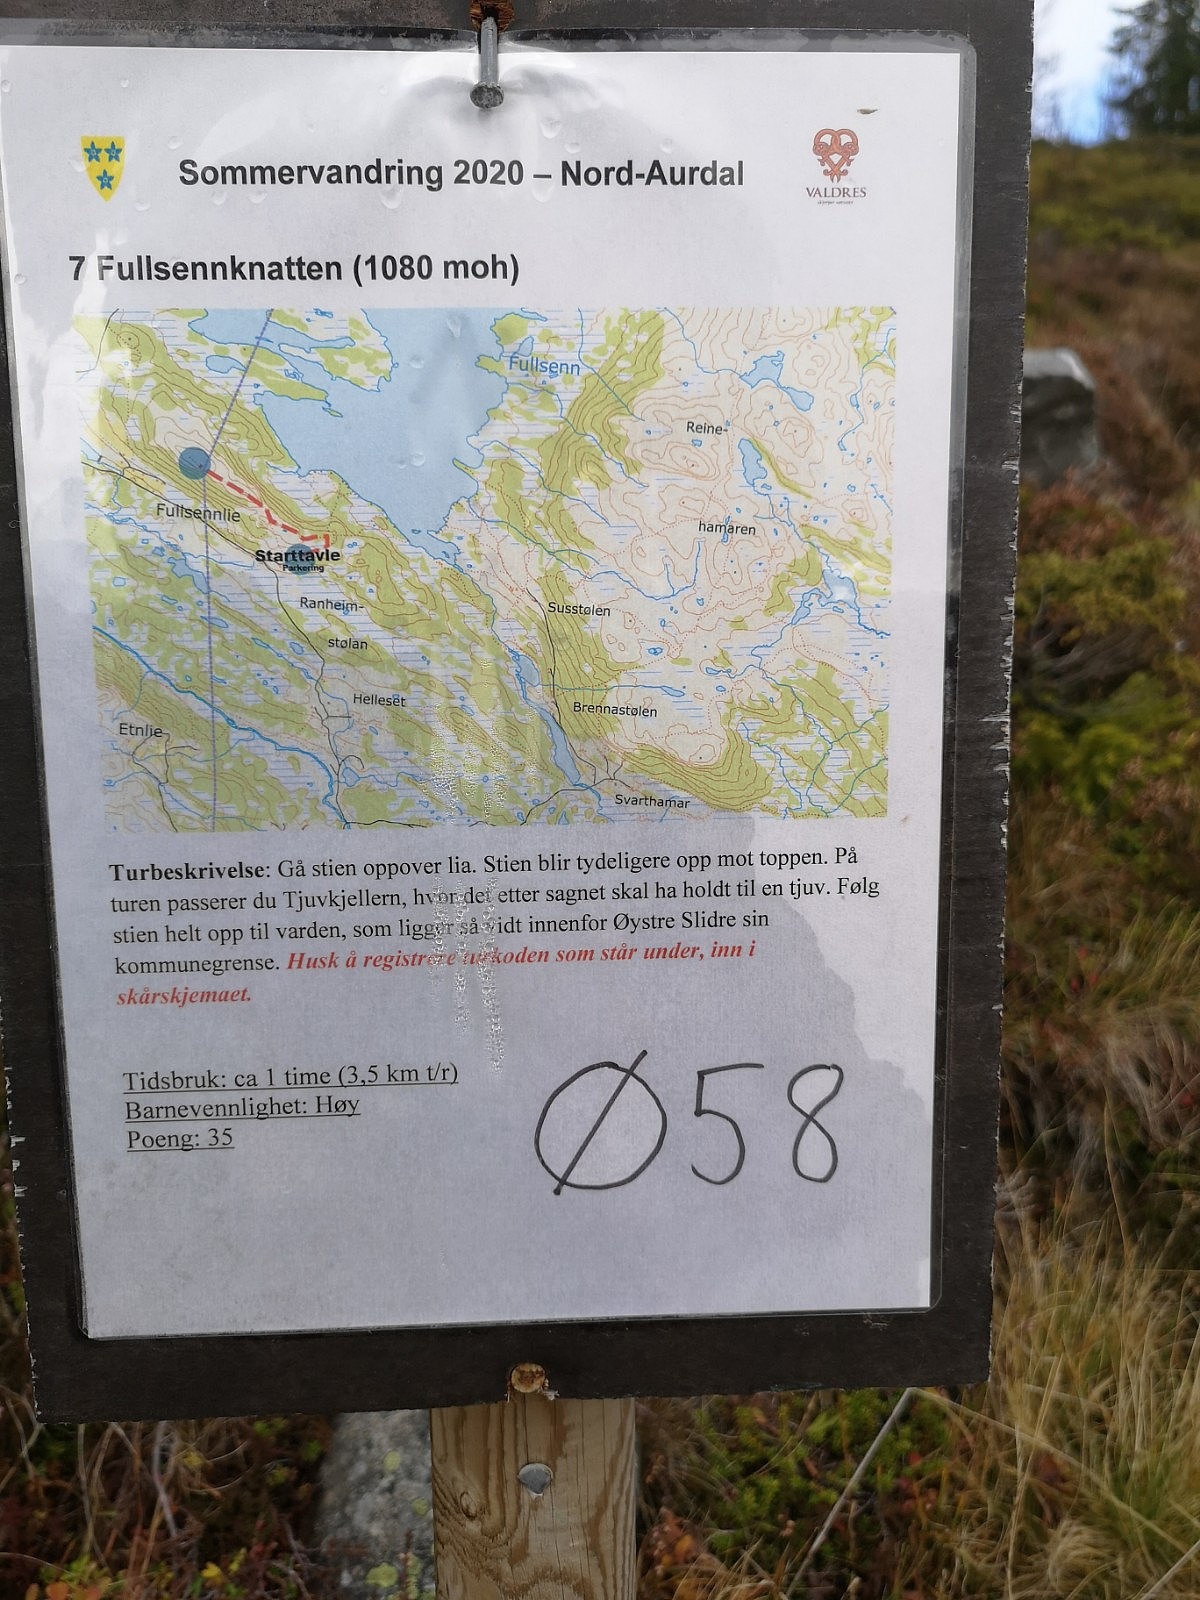 Sommervandring 2020 – Nord-Aurdal
VALDRES
7 Fullsennknatten (1080 moh)
Fullsenn
Reine-
hamaren
Fullsennlie
Starttavle
Parkering
Ranheim-
stølan
Susstølen
Helleset
Brennastølen
Etnlie
Svarthamar
Turbeskrivelse: Gå stien oppover lia. Stien blir tydeligere opp mot toppen. På
turen passerer du Tjuvkjellern, hvor det etter sagnet skal ha holdt til en tjuv. Følg
stien helt opp til varden, som ligger så vidt innenfor Øystre Slidre sin
kommunegrense. Husk å registrere turkoden som står under, inn i
skårskjemaet.
Tidsbruk: ca 1 time (3,5 km t/r)
Barnevennlighet: Høy
Poeng: 35
Ø58